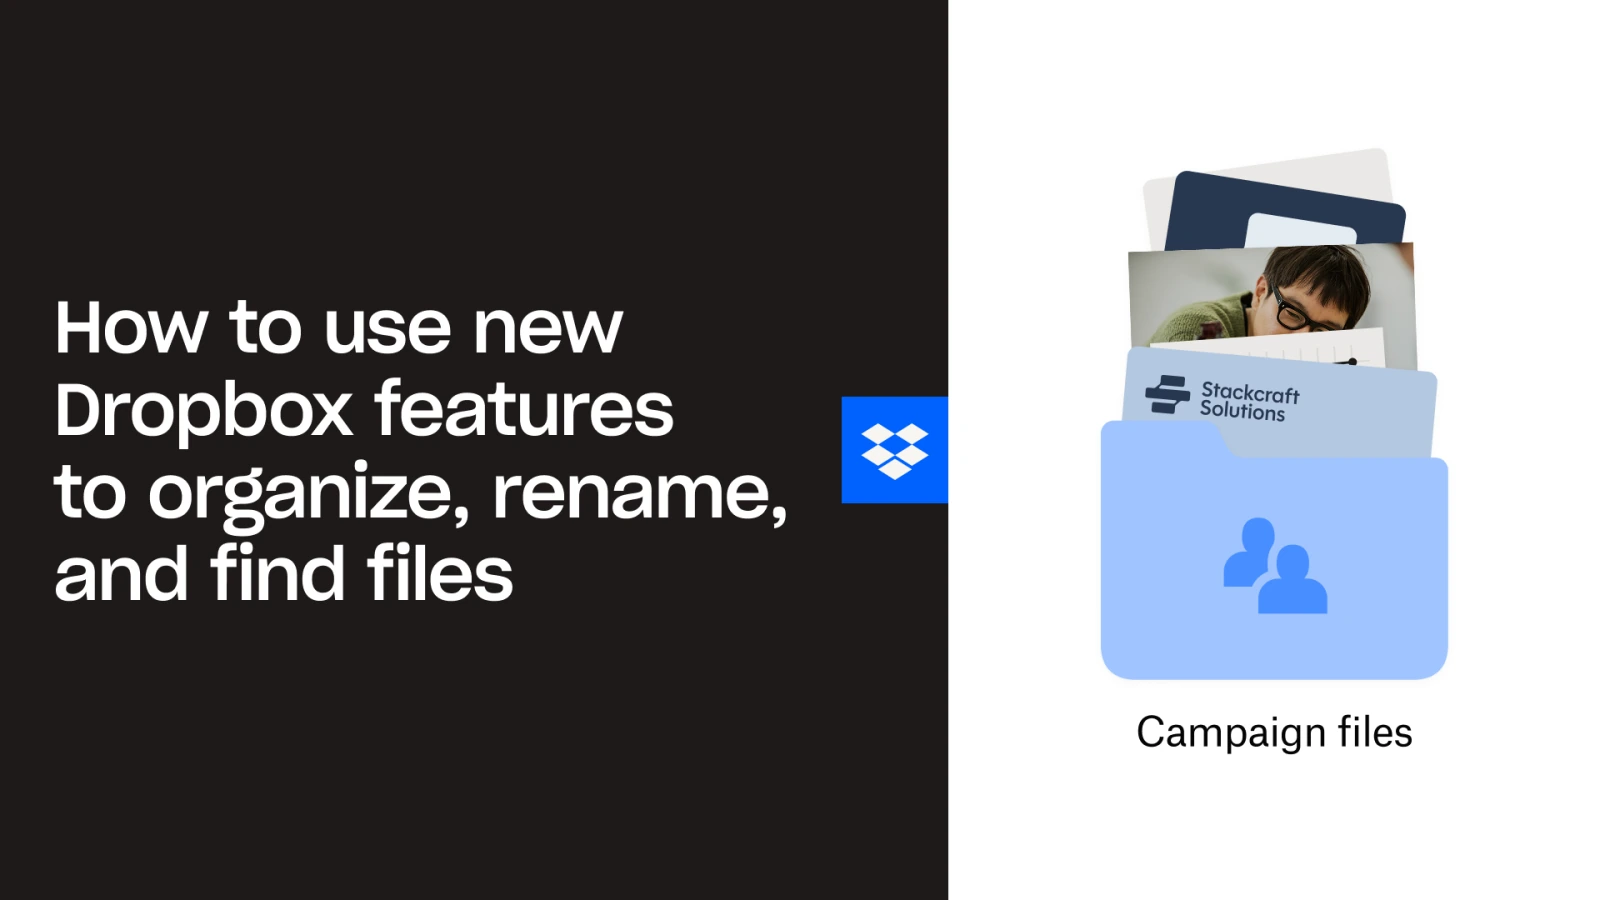 How to use new
Dropbox features
to organize, rename,
and find files
Stackcraft
Solutions
Campaign files